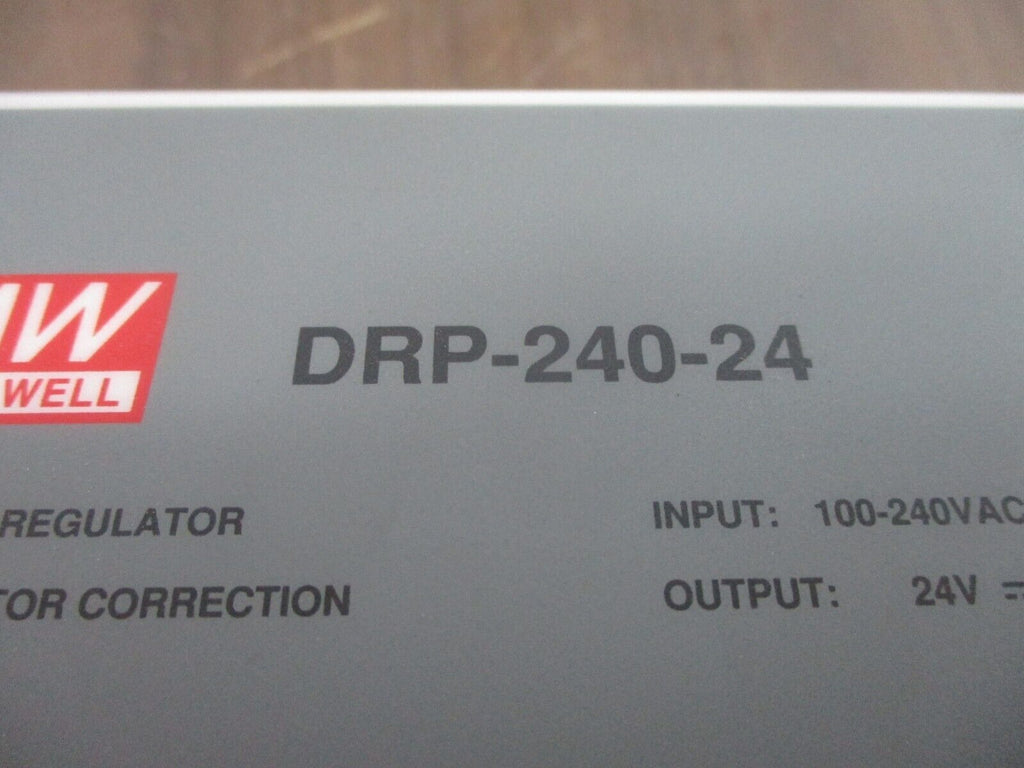 W
WELL
DRP-240-24
REGULATOR
INPUT: 100-240VAC
TOR CORRECTION
OUTPUT: 24V ⎓